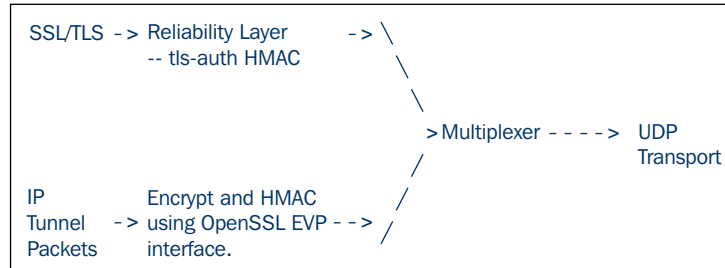 SSL/TLS -> Reliability Layer -> \
-- tls-auth HMAC \
\
\
> Multiplexer ----> UDP
/ Transport
/
IP Encrypt and HMAC /
Tunnel -> using OpenSSL EVP --> /
Packets interface.